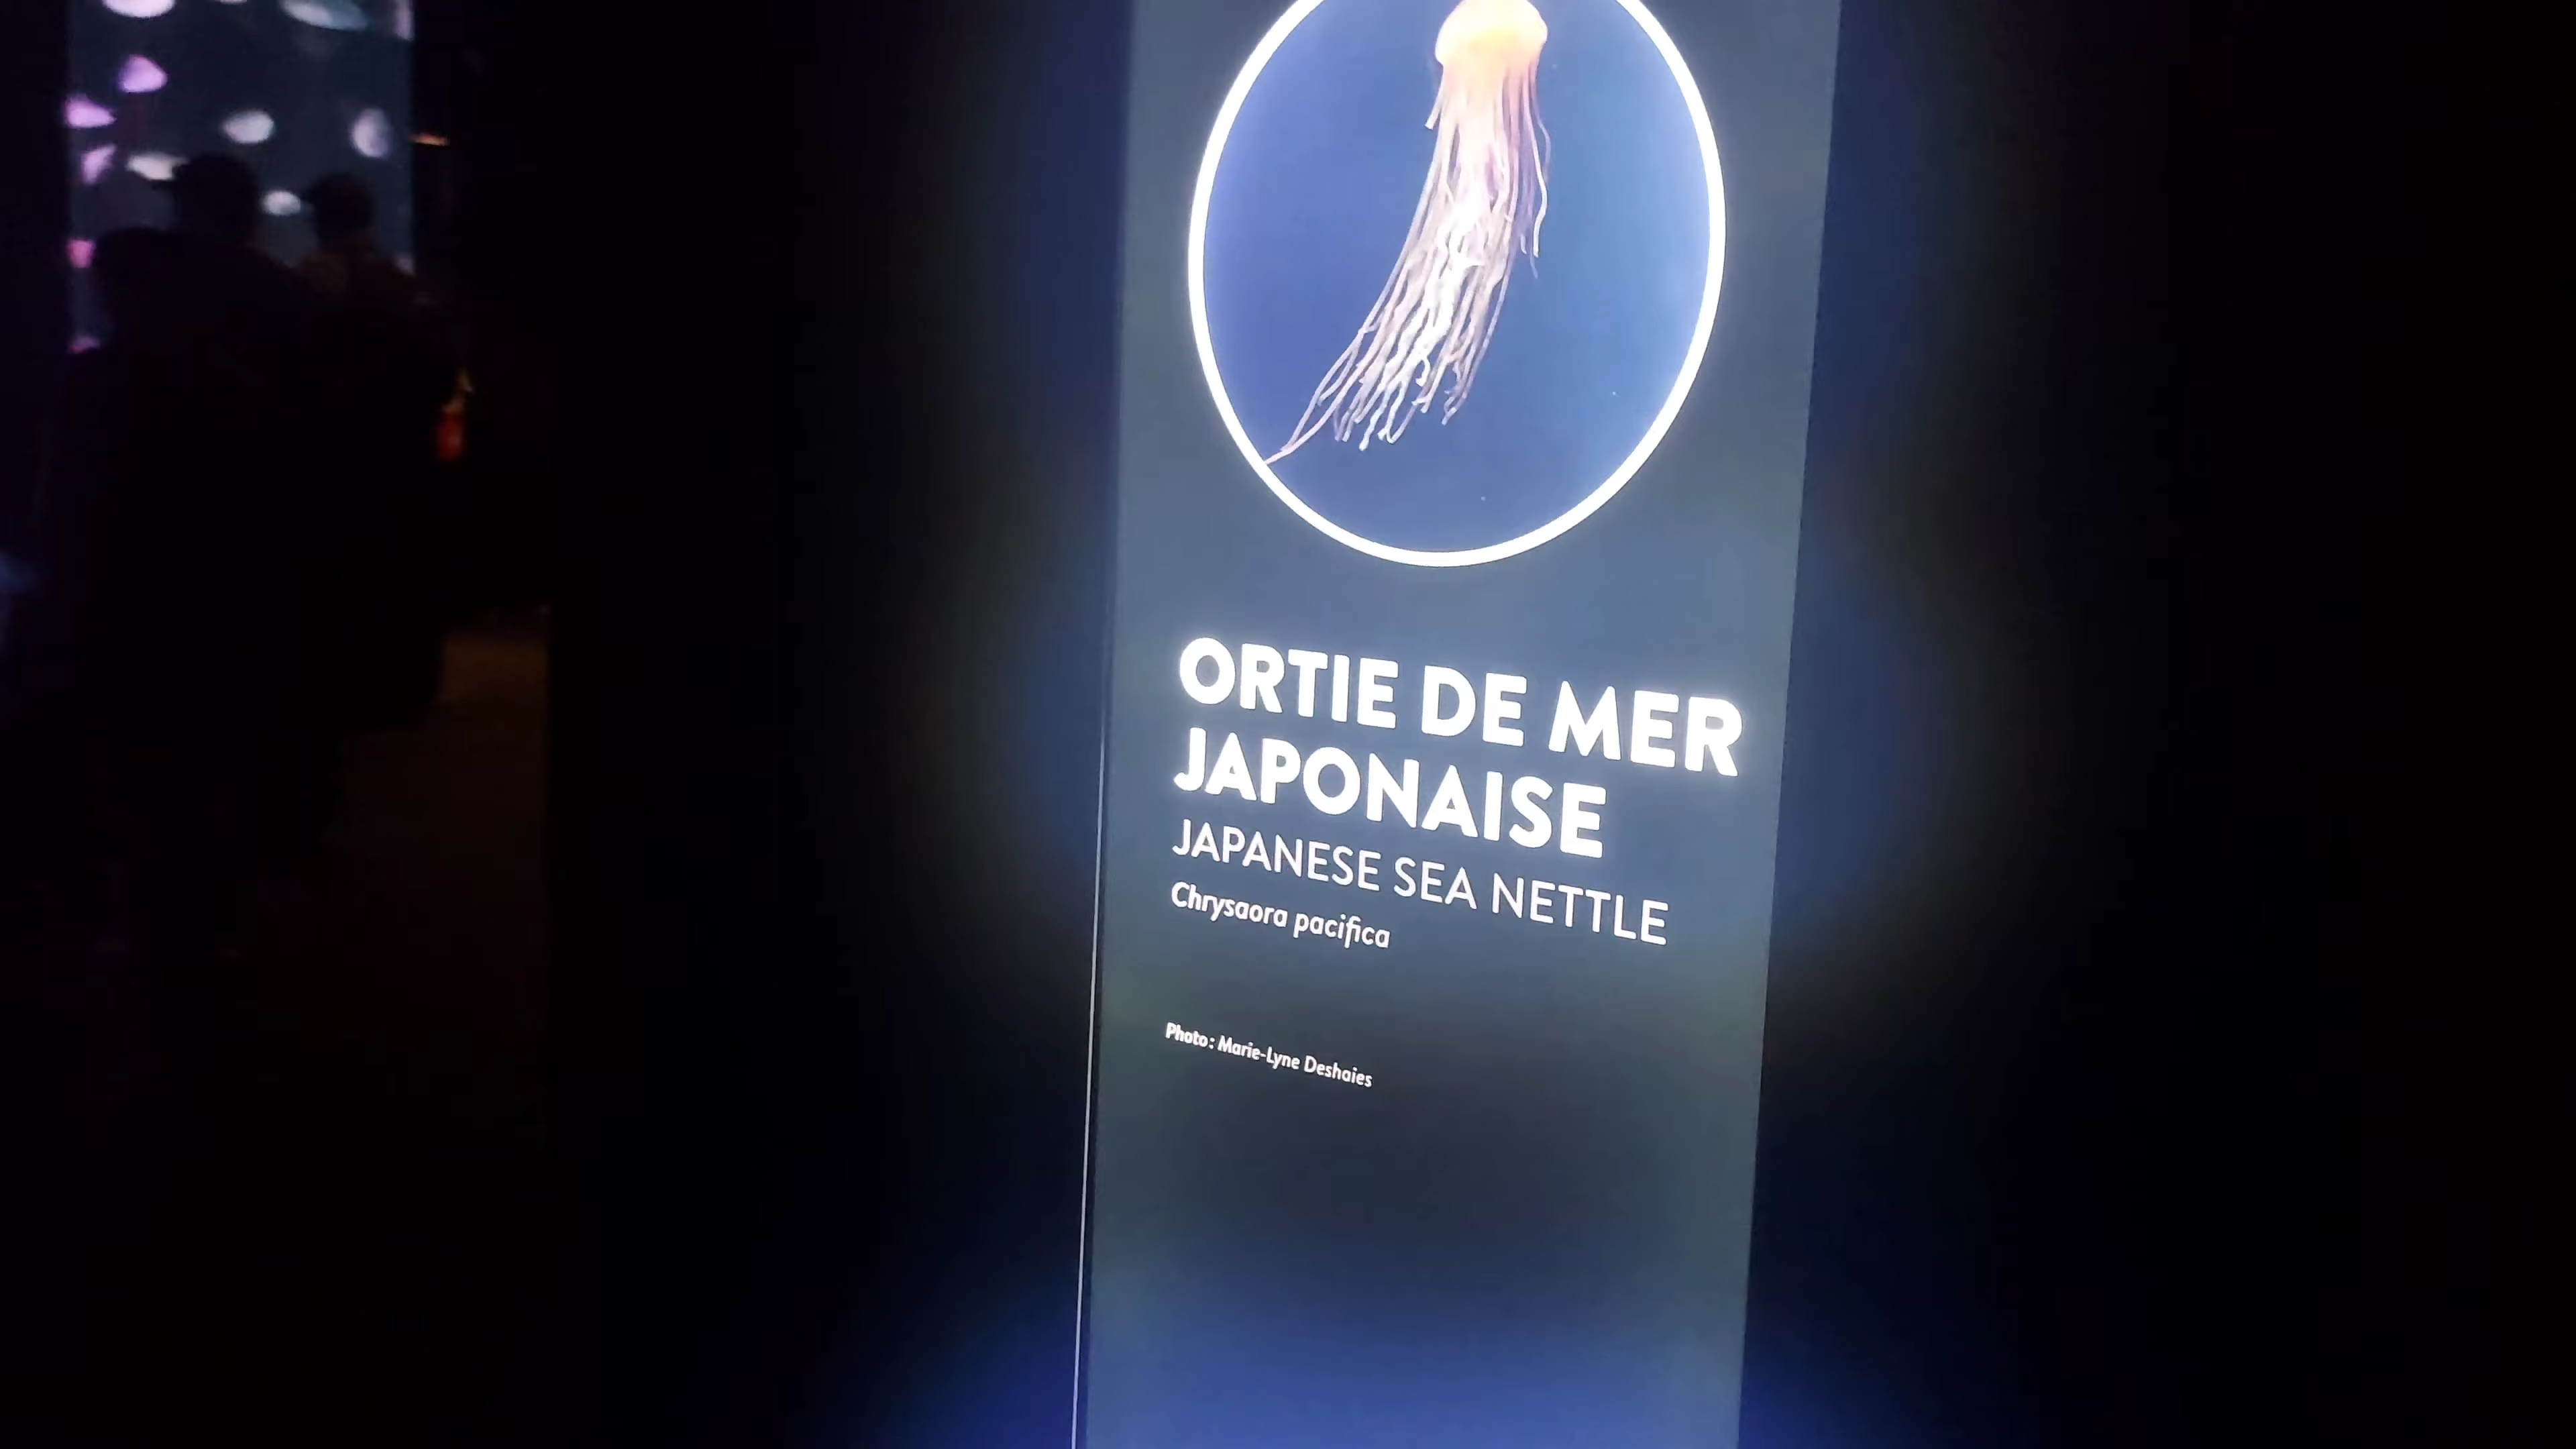 ORTIE DE MER
JAPONAISE
JAPANESE SEA NETTLE
Chrysaora pacifica
Photo : Marie-Lyne Deshaies